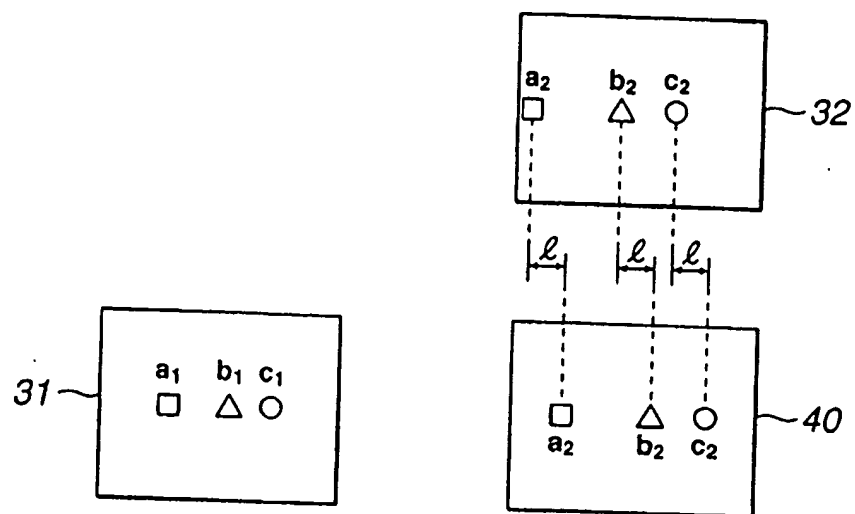 a₂ b₂ c₂
32
ℓ ℓ ℓ
a₁ b₁ c₁
31
a₂ b₂ c₂
40